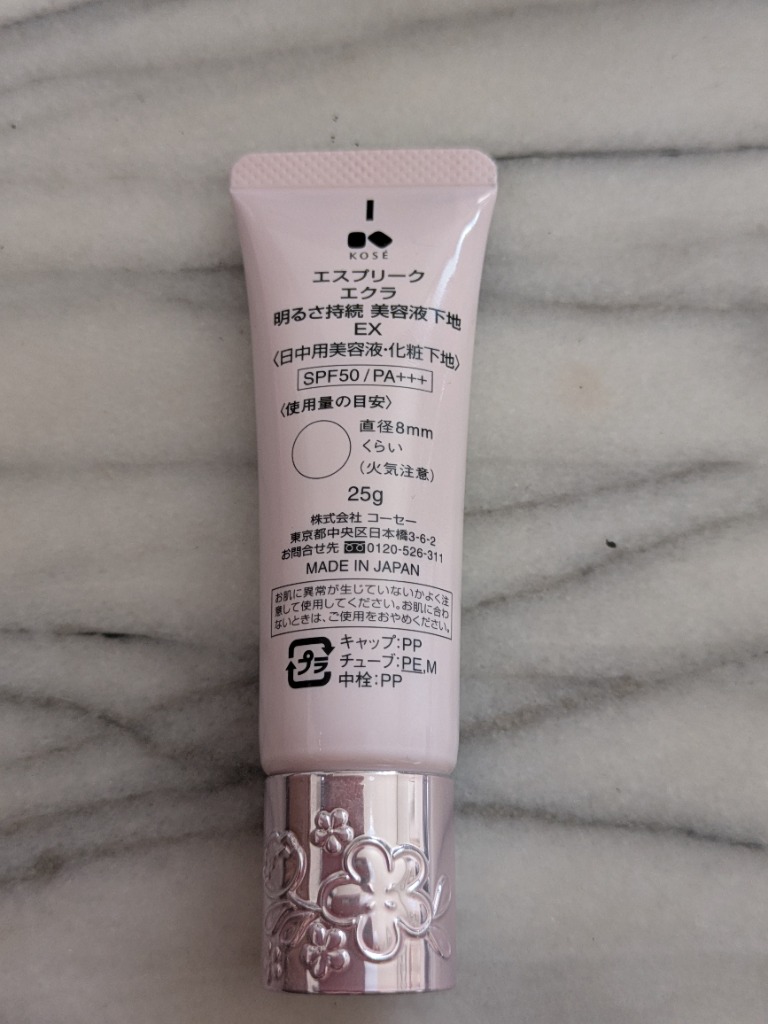 KOSÉ
エスプリーク
エクラ
明るさ持続 美容液下地
EX
〈日中用美容液・化粧下地〉
SPF50/PA+++
〈使用量の目安〉
直径8mm
くらい
(火気注意)
25g
株式会社 コーセー
東京都中央区日本橋3-6-2
お問合せ先 0120-526-311
MADE IN JAPAN
お肌に異常が生じていないかよく注
意して使用してください。お肌に合わ
ないときは、ご使用をおやめください。
プラ
キャップ:PP
チューブ:PE,M
中栓:PP